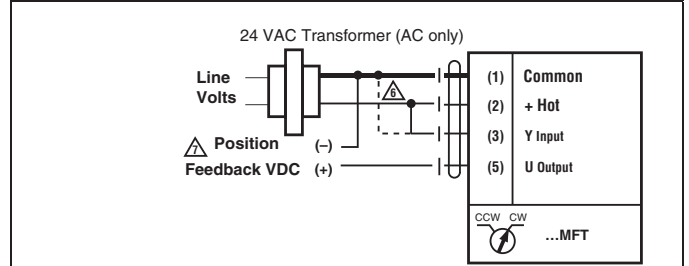 24 VAC Transformer (AC only)
Line
Volts
(1) Common
6
(2) + Hot
(3) Y Input
7 Position (–)
Feedback VDC (+)
(5) U Output
CCW CW
...MFT